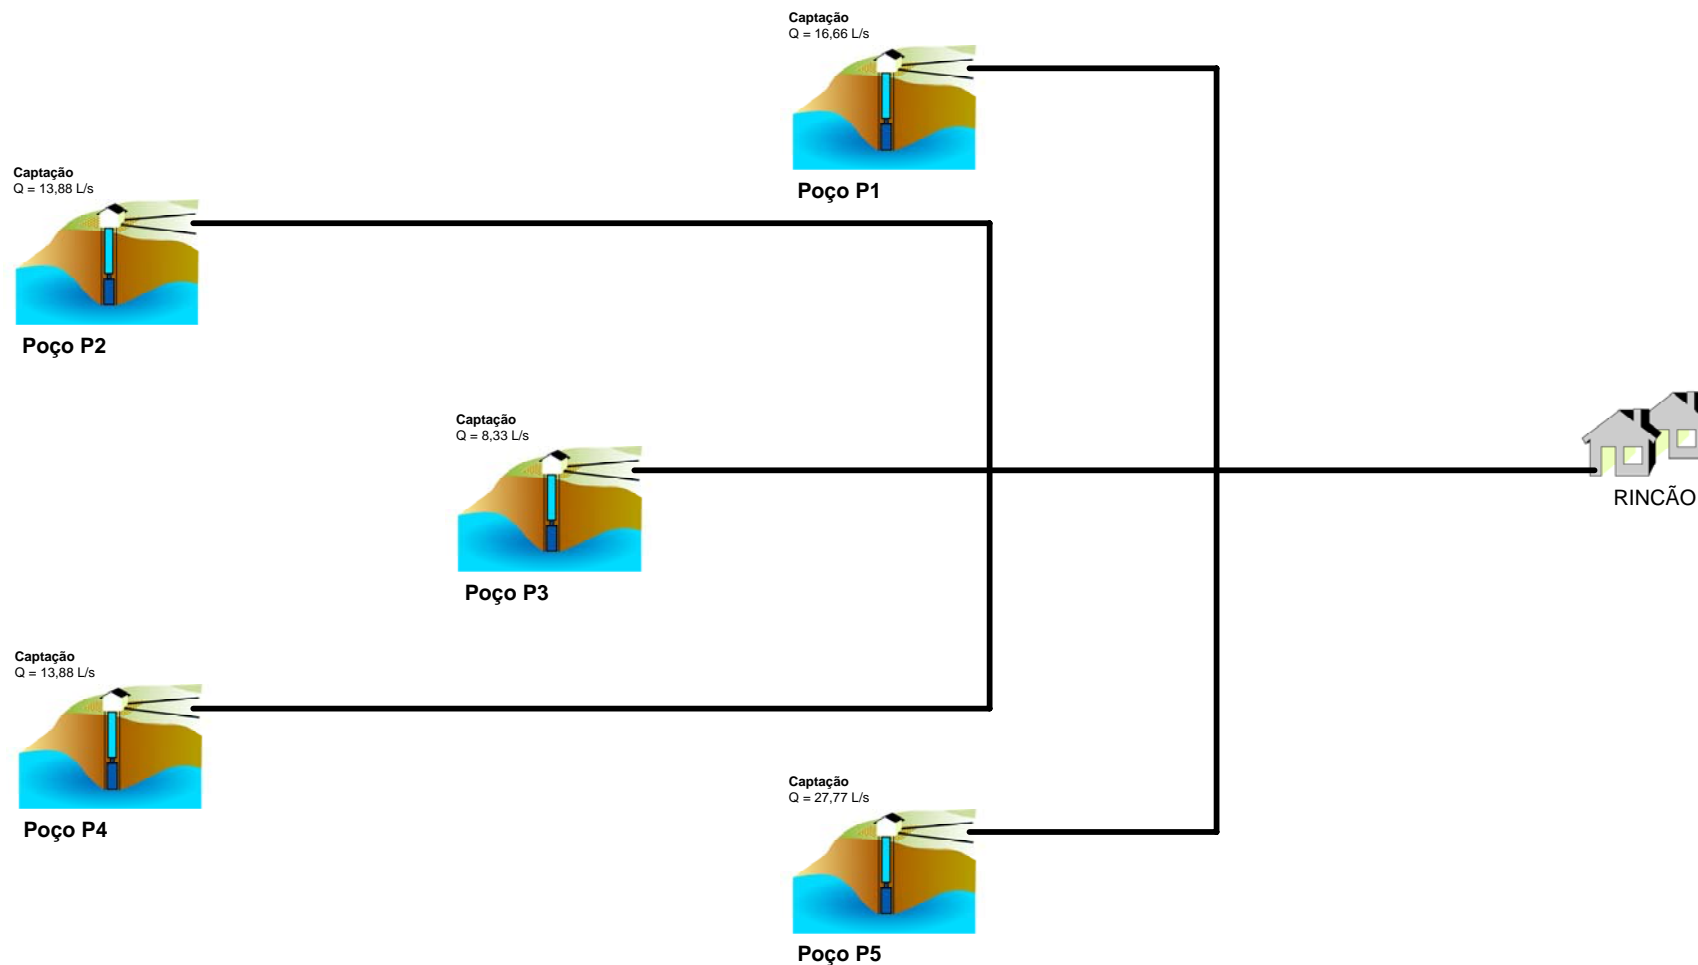 Captação
Q = 16,66 L/s
Poço P1
Captação
Q = 13,88 L/s
Poço P2
Captação
Q = 8,33 L/s
Poço P3
RINCÃO
Captação
Q = 13,88 L/s
Poço P4
Captação
Q = 27,77 L/s
Poço P5